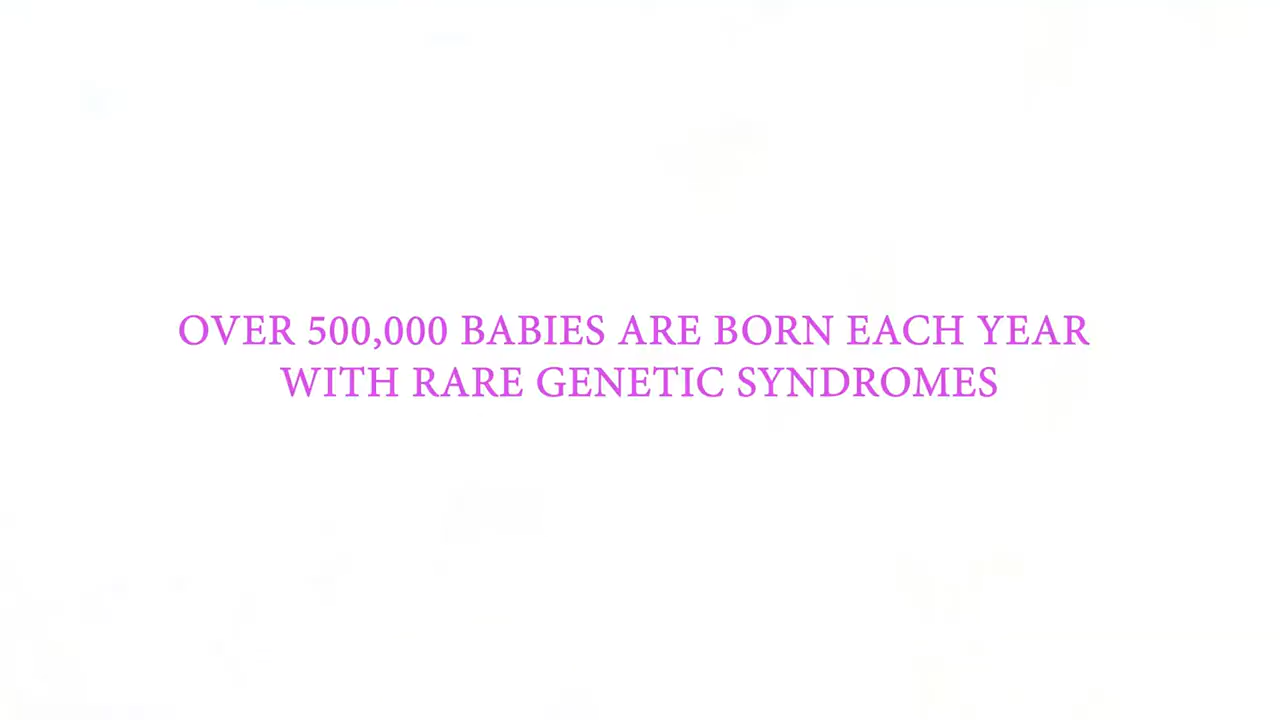 OVER 500,000 BABIES ARE BORN EACH YEAR
WITH RARE GENETIC SYNDROMES